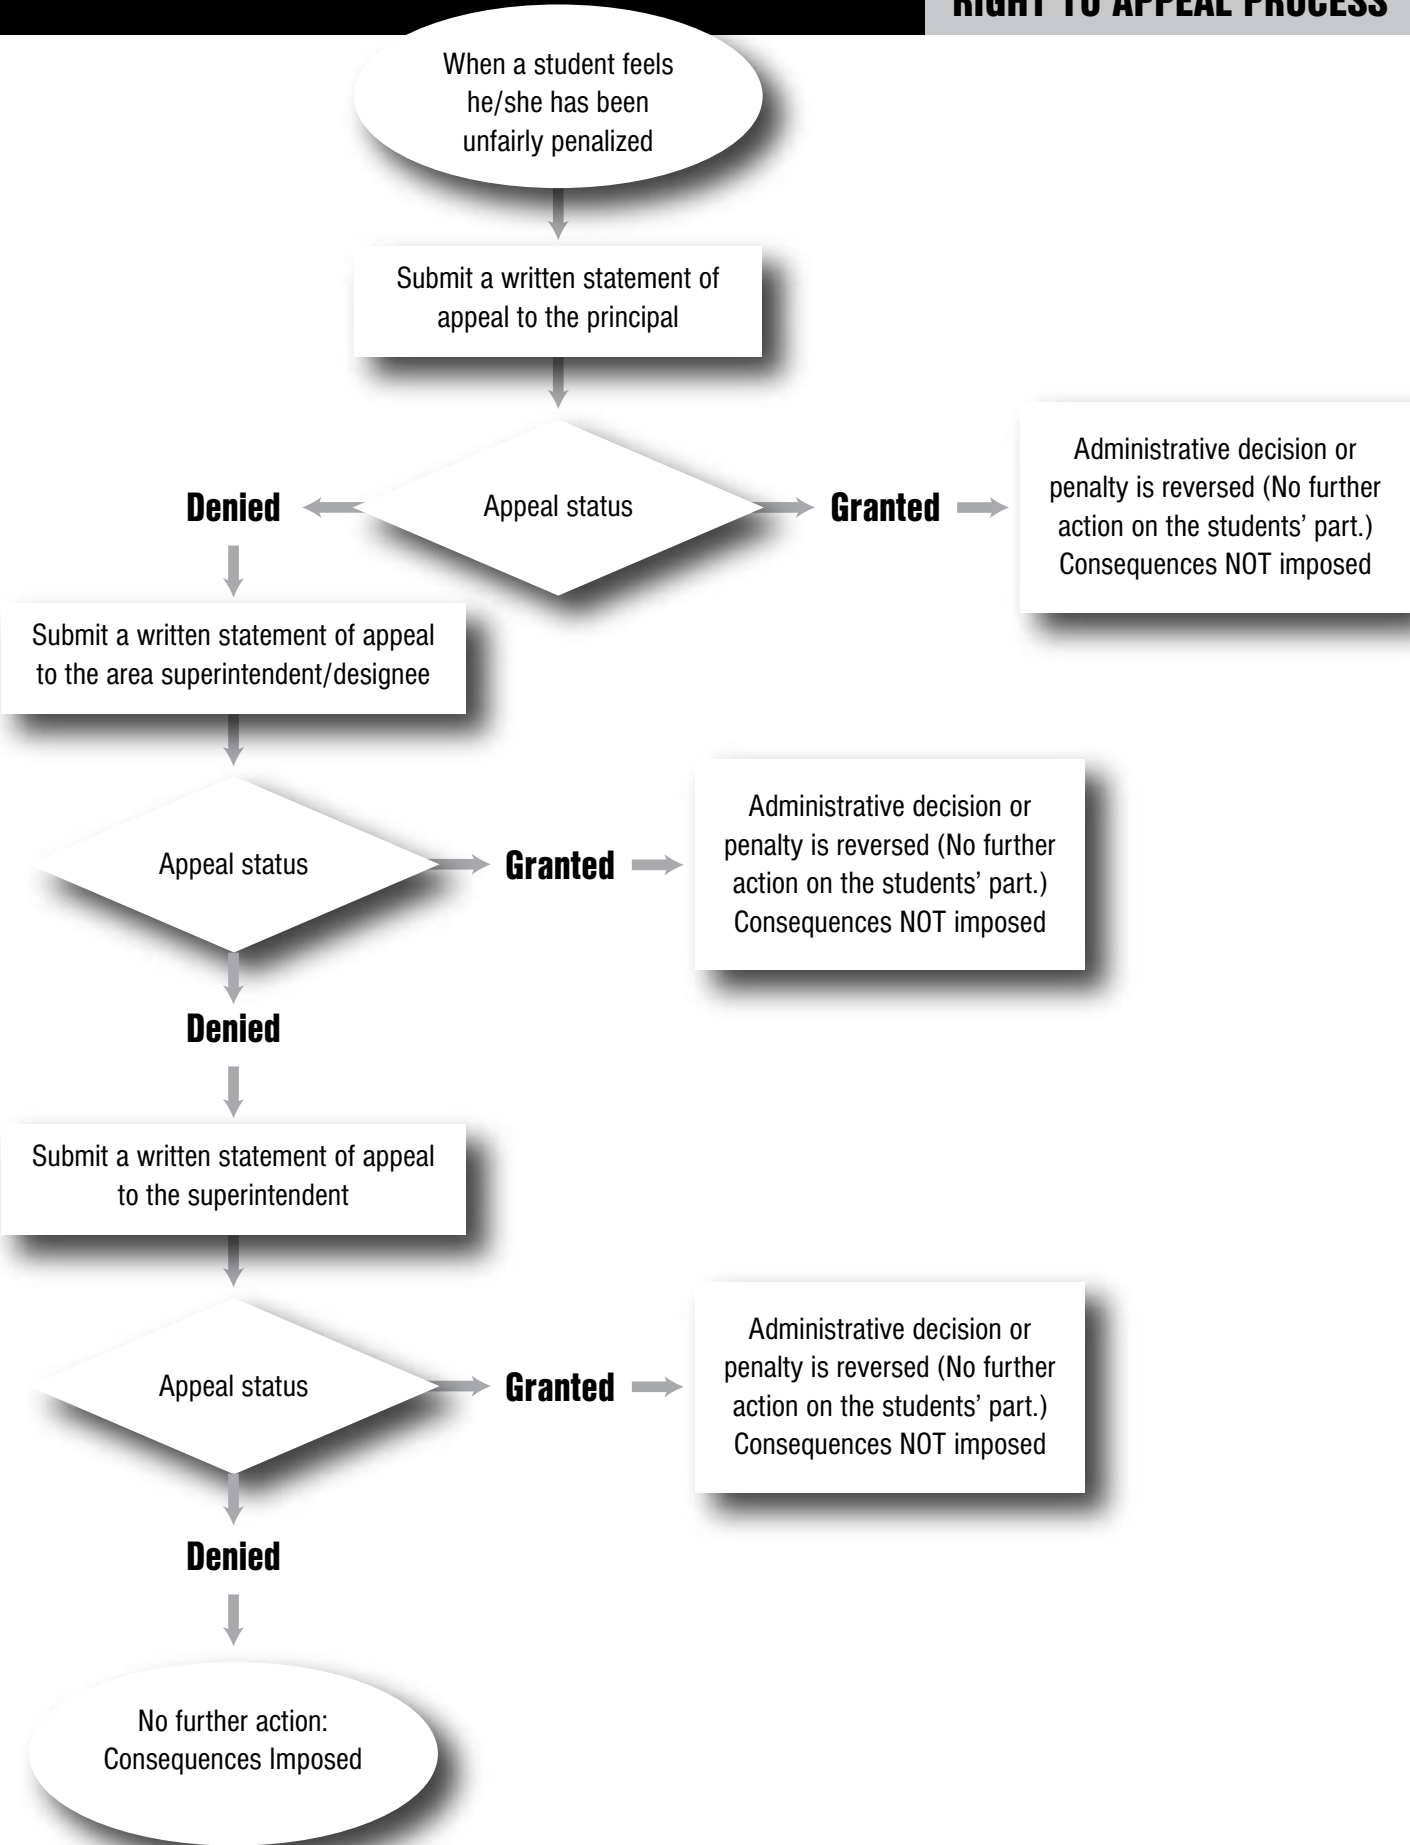 RIGHT TO APPEAL PROCESS
When a student feels
he/she has been
unfairly penalized
Submit a written statement of
appeal to the principal
Denied
Appeal status
Granted
Administrative decision or
penalty is reversed (No further
action on the students’ part.)
Consequences NOT imposed
Submit a written statement of appeal
to the area superintendent/designee
Appeal status
Granted
Administrative decision or
penalty is reversed (No further
action on the students’ part.)
Consequences NOT imposed
Denied
Submit a written statement of appeal
to the superintendent
Appeal status
Granted
Administrative decision or
penalty is reversed (No further
action on the students’ part.)
Consequences NOT imposed
Denied
No further action:
Consequences Imposed